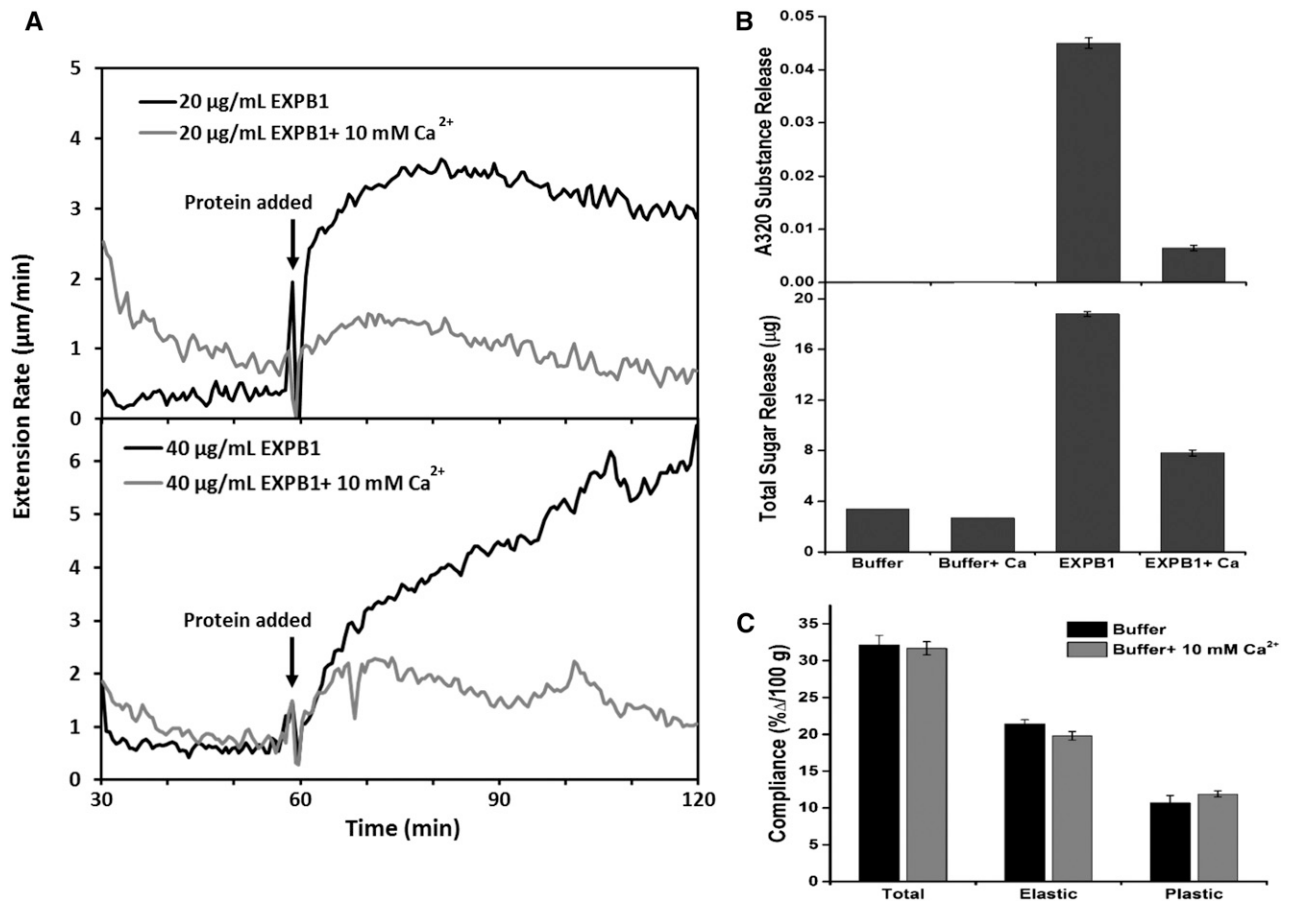 A
Extension Rate (µm/min)
5
4
3
2
1
0
20 µg/mL EXPB1
20 µg/mL EXPB1+ 10 mM Ca2+
Protein added
6
5
4
3
2
1
0
40 µg/mL EXPB1
40 µg/mL EXPB1+ 10 mM Ca2+
Protein added
30
60
90
120
Time (min)
B
A320 Substance Release
0.05
0.04
0.03
0.02
0.01
0.00
Total Sugar Release (µg)
20
16
12
8
4
0
Buffer
Buffer+ Ca
EXPB1
EXPB1+ Ca
C
Compliance (%Δ/100 g)
35
30
25
20
15
10
5
0
Buffer
Buffer+ 10 mM Ca2+
Total
Elastic
Plastic